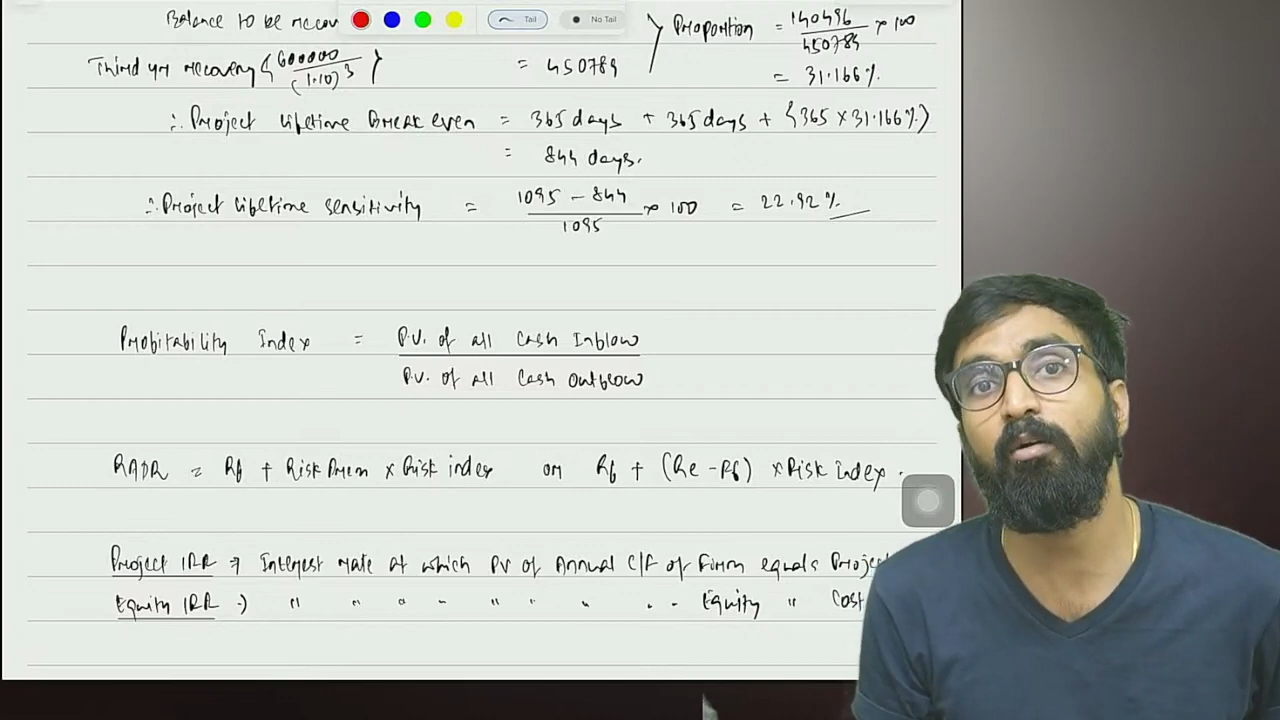 Balance to be recov
Tail
No Tail
Proportion = 140496 / 450789 × 100
Third yr recovery { 600000 / (1.10)^3 } = 450789
= 31.166%
∴ Project lifetime Break even = 365 days + 365 days + {365 × 31.166%}
= 844 days.
∴ Project lifetime sensitivity = 1095 - 844 / 1095 × 100 = 22.92%
Profitability Index = P.V. of all Cash Inflow
P.V. of all Cash Outflow
RADR = Rf + Risk Prem × Risk index or Rf + (Re - Rf) × Risk Index.
Project IRR ⇒ Interest rate at which PV of Annual C/F of Firm equals Projec
Equity IRR → " " " " " " " " " Equity " Cost